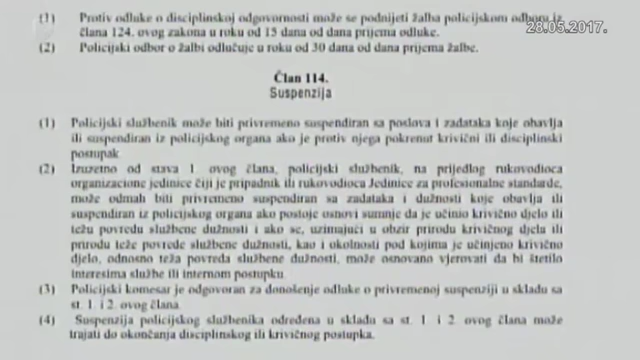 (1) Protiv odluke o disciplinskoj odgovornosti može se podnijeti žalba policijskom odboru iz
28.05.2017.
člana 124. ovog zakona u roku od 15 dana od dana prijema odluke.
(2) Policijski odbor o žalbi odlučuje u roku od 30 dana od dana prijema žalbe.
Član 114.
Suspenzija
(1) Policijski službenik može biti privremeno suspendiran sa poslova i zadataka koje obavlja
ili suspendiran iz policijskog organa ako je protiv njega pokrenut krivični ili disciplinski
postupak.
(2) Izuzetno od stava 1. ovog člana, policijski službenik, na prijedlog rukovodioca
organizacione jedinice čiji je pripadnik ili rukovodioca Jedinice za profesionalne standarde,
može odmah biti privremeno suspendiran sa zadataka i dužnosti koje obavlja ili
suspendiran iz policijskog organa ako postoje osnovi sumnje da je učinio krivično djelo ili
težu povredu službene dužnosti i ako se, uzimajući u obzir prirodu krivičnog djela ili
prirodu teže povrede službene dužnosti, kao i okolnosti pod kojima je učinjeno krivično
djelo, odnosno teža povreda službene dužnosti, može osnovano vjerovati da bi štetilo
interesima službe ili internom postupku.
(3) Policijski komesar je odgovoran za donošenje odluke o privremenoj suspenziji u skladu sa
st. 1. i 2. ovog člana.
(4) Suspenzija policijskog službenika određena u skladu sa st. 1. i 2. ovog člana može
trajati do okončanja disciplinskog ili krivičnog postupka.